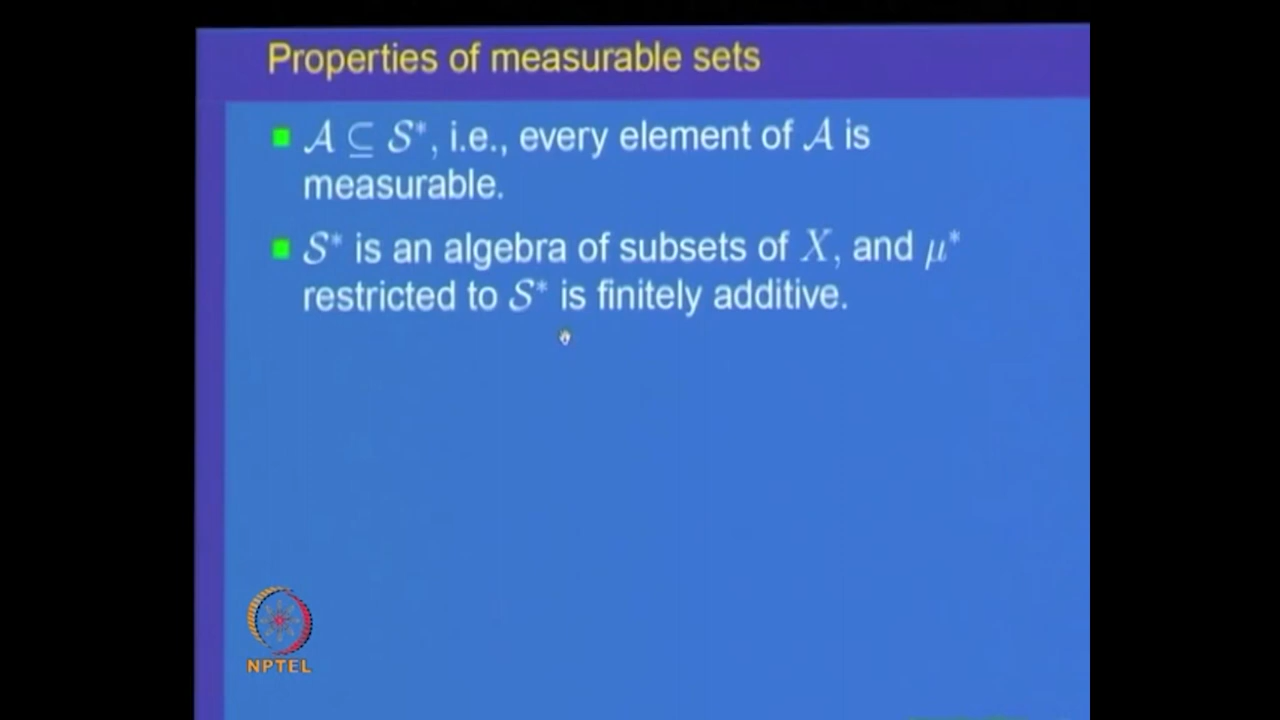 Properties of measurable sets
𝒜 ⊆ 𝒮*, i.e., every element of 𝒜 is
measurable.
𝒮* is an algebra of subsets of X, and μ*
restricted to 𝒮* is finitely additive.
NPTEL